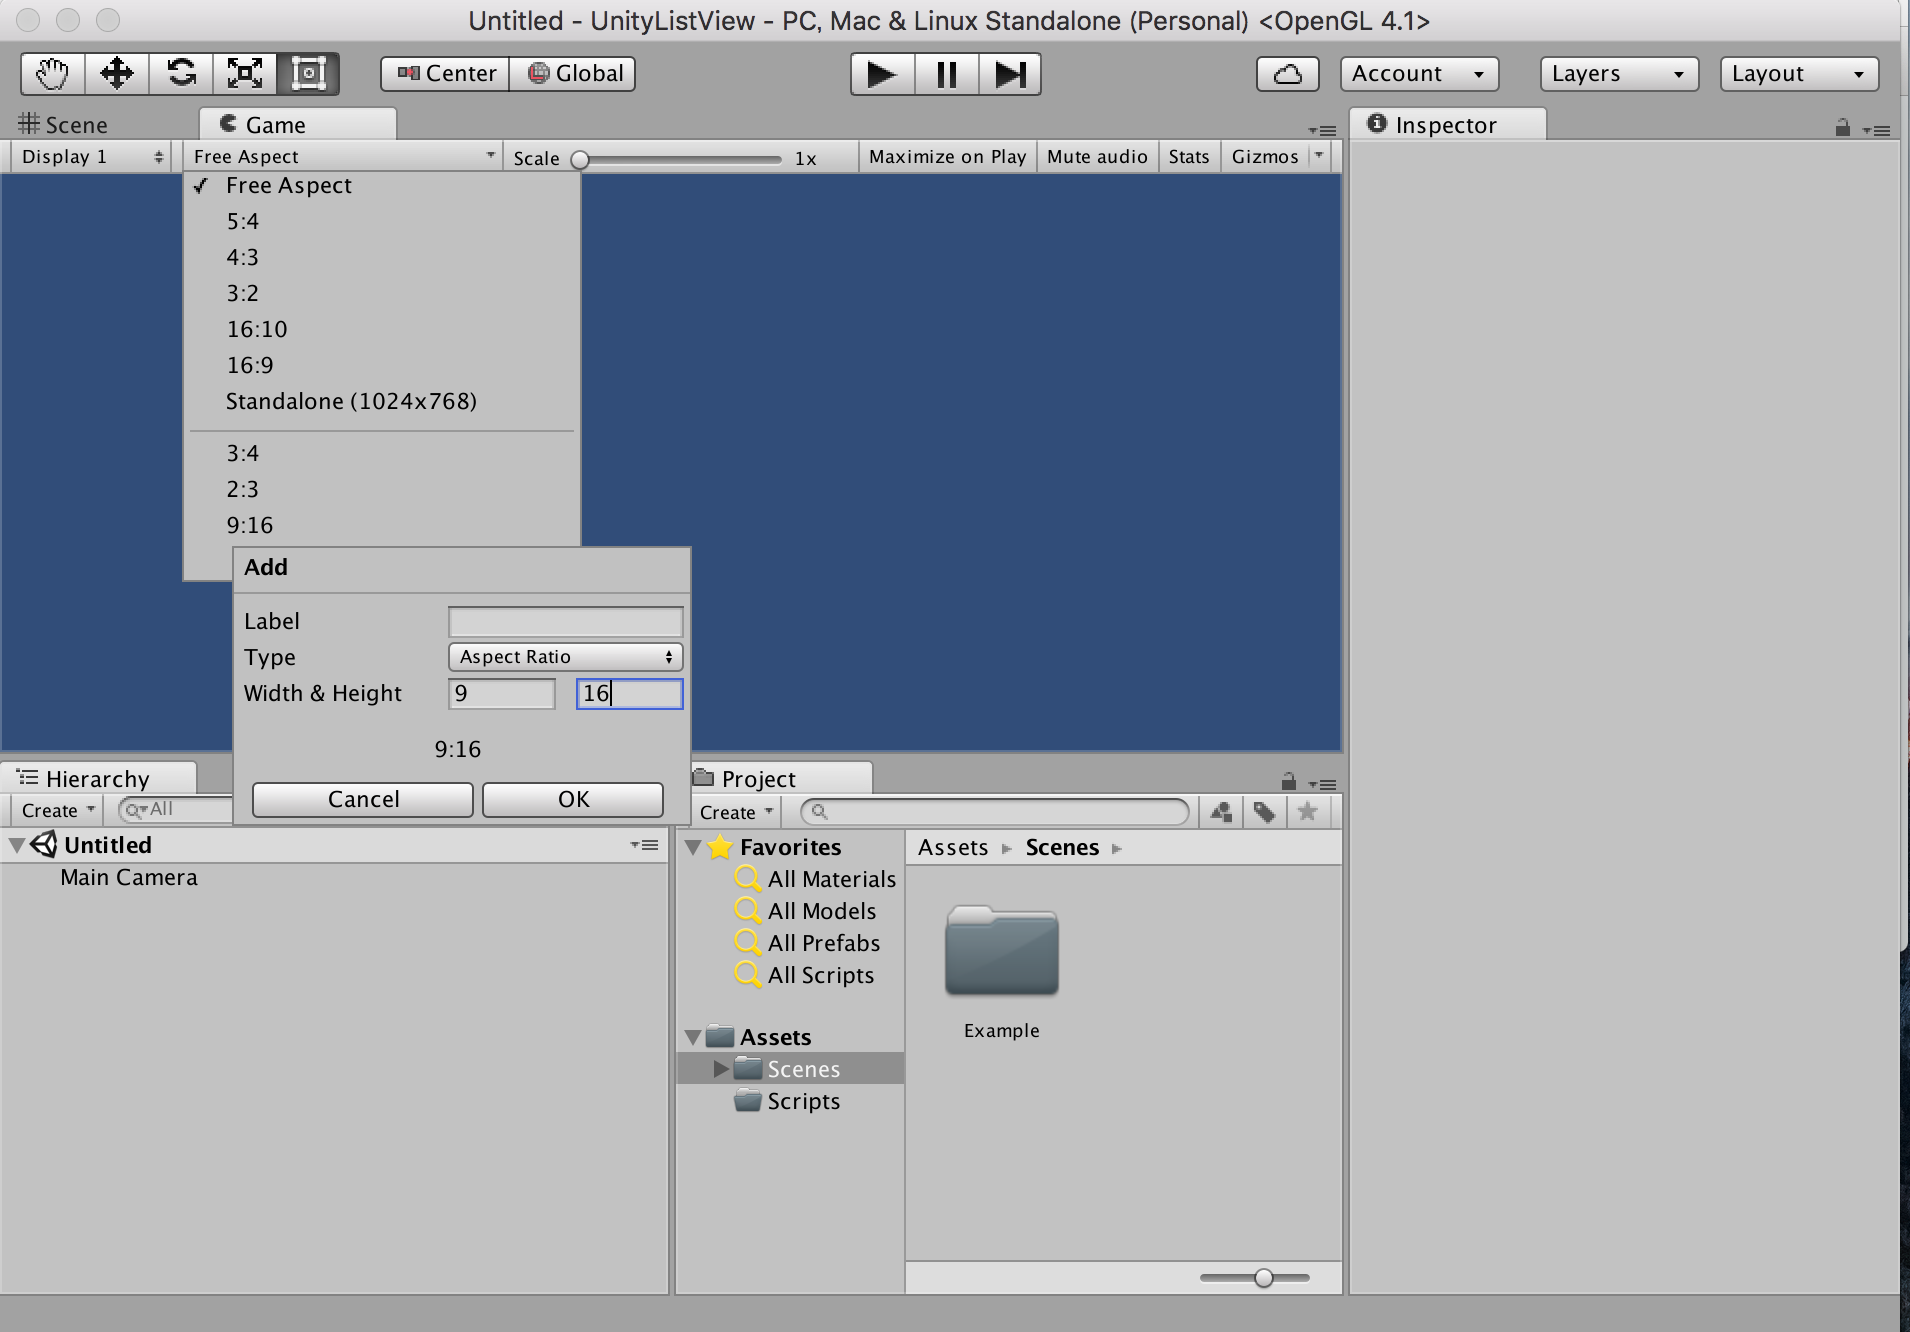 Untitled - UnityListView - PC, Mac & Linux Standalone (Personal) <OpenGL 4.1>
Center Global Account Layers Layout
Scene Game Inspector
Display 1 Free Aspect Scale 1x Maximize on Play Mute audio Stats Gizmos
Free Aspect
5:4
4:3
3:2
16:10
16:9
Standalone (1024x768)
3:4
2:3
9:16
Add
Label
Type Aspect Ratio
Width & Height 9 16
9:16
Cancel OK
Hierarchy
Create All
Untitled
Main Camera
Project
Create
Favorites
All Materials
All Models
All Prefabs
All Scripts
Assets
Scenes
Scripts
Assets Scenes
Example